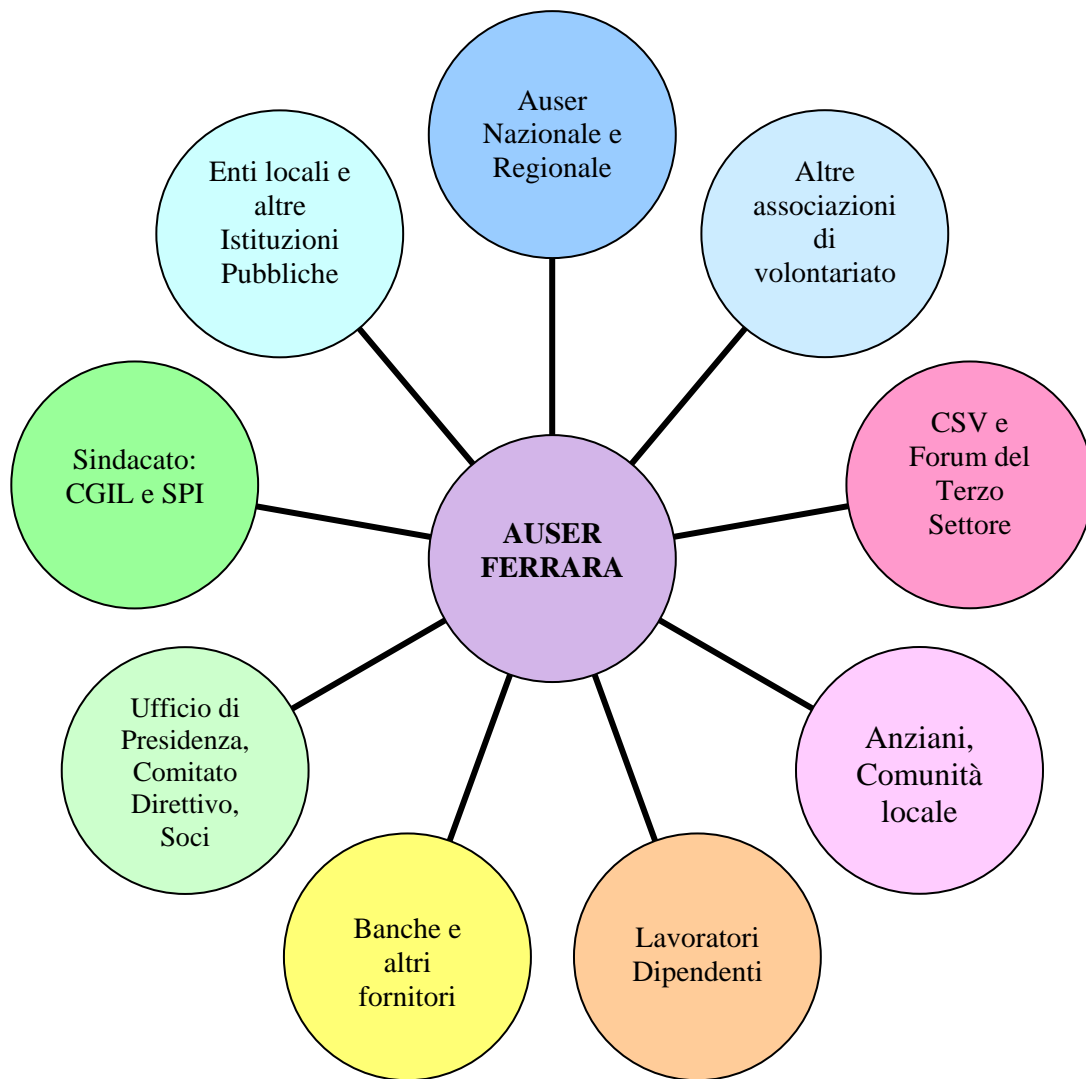 Auser
Nazionale e
Regionale
Enti locali e
altre
Istituzioni
Pubbliche
Altre
associazioni
di
volontariato
Sindacato:
CGIL e SPI
CSV e
Forum del
Terzo
Settore
AUSER
FERRARA
Ufficio di
Presidenza,
Comitato
Direttivo,
Soci
Anziani,
Comunità
locale
Banche e
altri
fornitori
Lavoratori
Dipendenti